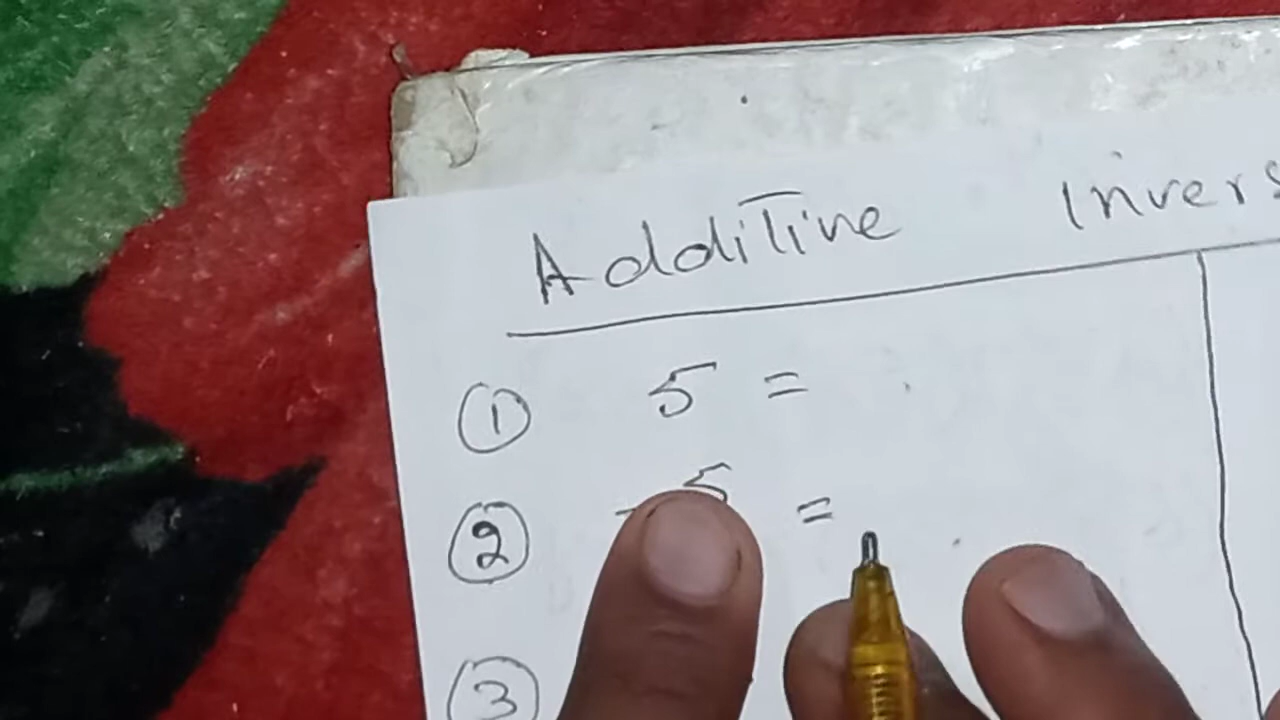 Additive Invers
① 5 =
② - 5 =
③